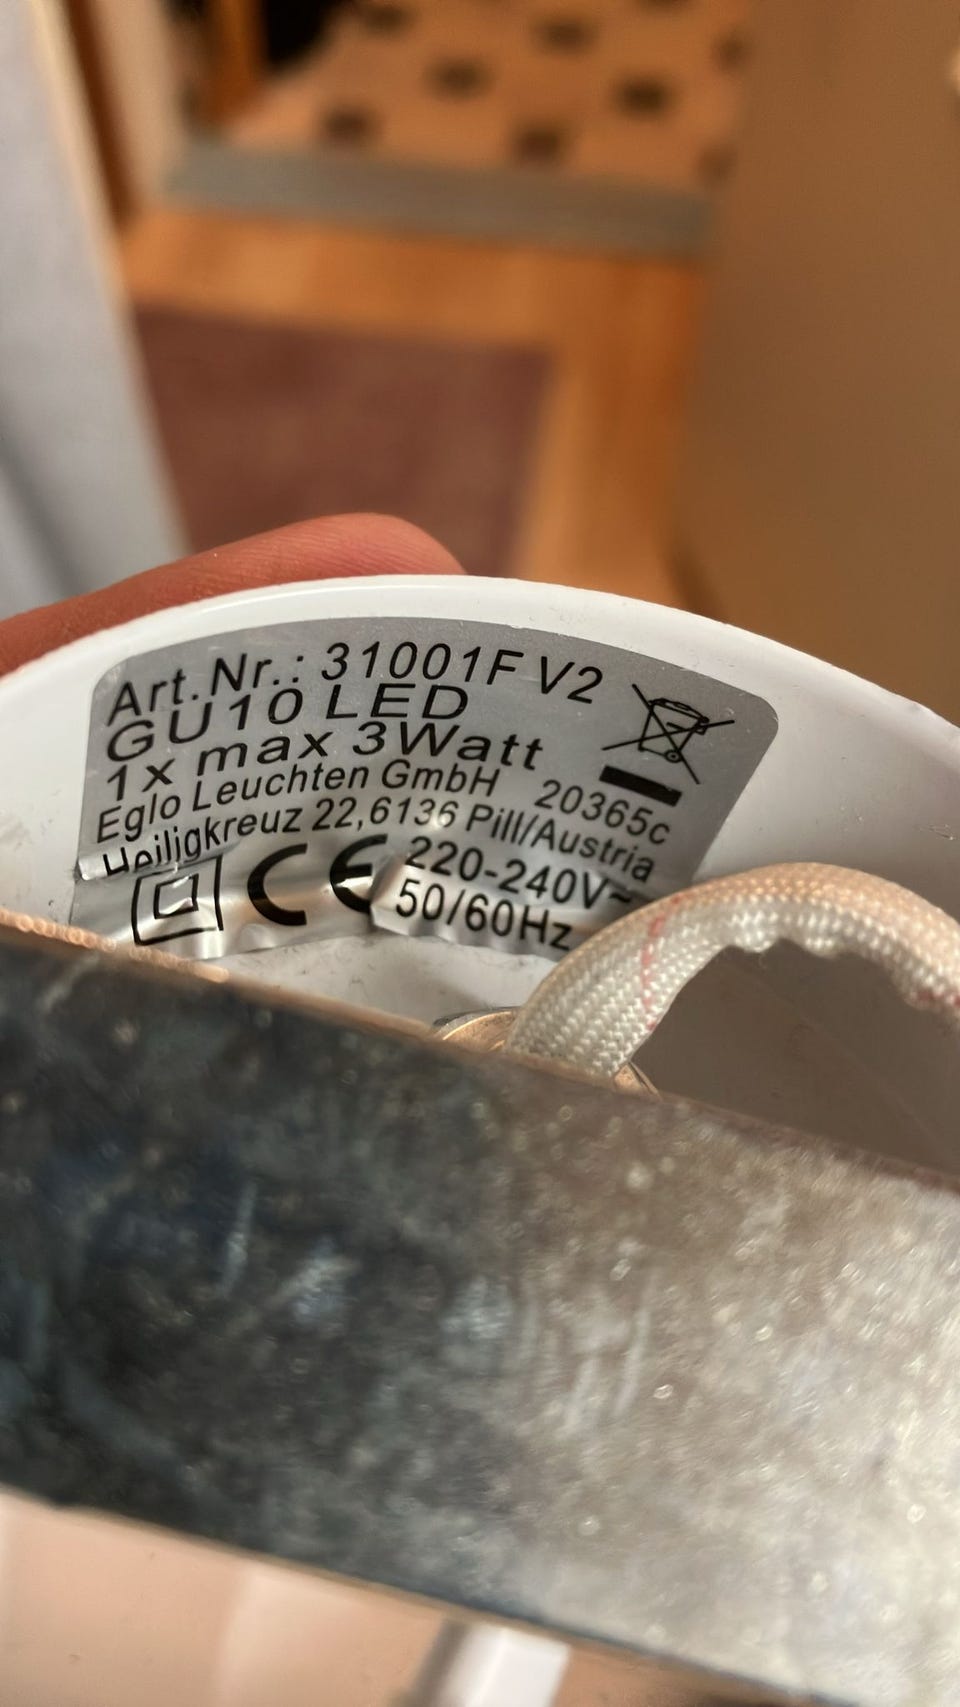 Art.Nr.: 31001F V2
GU10 LED
1x max 3Watt
Eglo Leuchten GmbH 20365c
Heiligkreuz 22,6136 Pill/Austria
CE 220-240V~
50/60Hz